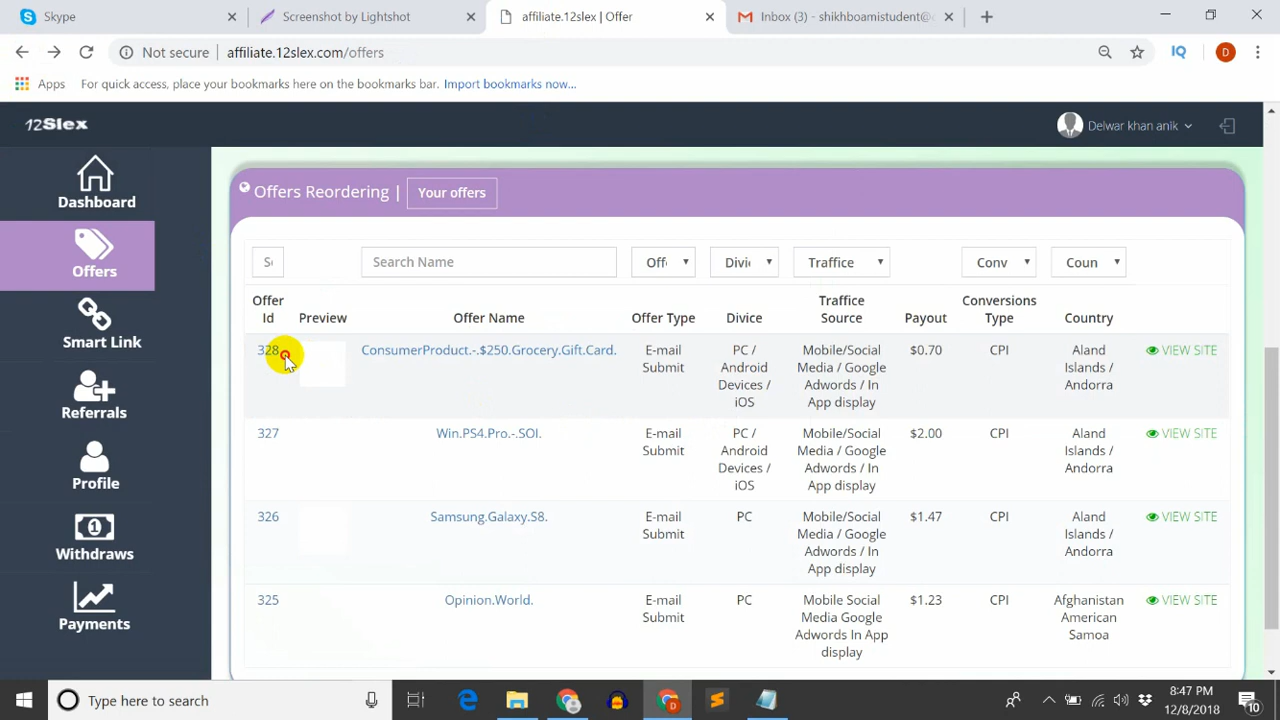 Skype
Screenshot by Lightshot
affiliate.12slex | Offer
Inbox (3) - shikhboamistudent@
Not secure
affiliate.12slex.com/offers
IQ
D
Apps
For quick access, place your bookmarks here on the bookmarks bar. Import bookmarks now...
12Slex
Delwar khan anik
Dashboard
Offers
Smart Link
Referrals
Profile
Withdraws
Payments
Offers Reordering |
Your offers
Search Name
Off
Divi
Traffice
Conv
Coun
Offer
Id
Preview
Offer Name
Offer Type
Divice
Traffice
Source
Payout
Conversions
Type
Country
328
ConsumerProduct.-.$250.Grocery.Gift.Card.
E-mail
Submit
PC /
Android
Devices /
iOS
Mobile/Social
Media / Google
Adwords / In
App display
$0.70
CPI
Aland
Islands /
Andorra
VIEW SITE
327
Win.PS4.Pro.-.SOI.
E-mail
Submit
PC /
Android
Devices /
iOS
Mobile/Social
Media / Google
Adwords / In
App display
$2.00
CPI
Aland
Islands /
Andorra
VIEW SITE
326
Samsung.Galaxy.S8.
E-mail
Submit
PC
Mobile/Social
Media / Google
Adwords / In
App display
$1.47
CPI
Aland
Islands /
Andorra
VIEW SITE
325
Opinion.World.
E-mail
Submit
PC
Mobile Social
Media Google
Adwords In App
display
$1.23
CPI
Afghanistan
American
Samoa
VIEW SITE
Type here to search
8:47 PM
12/8/2018
10